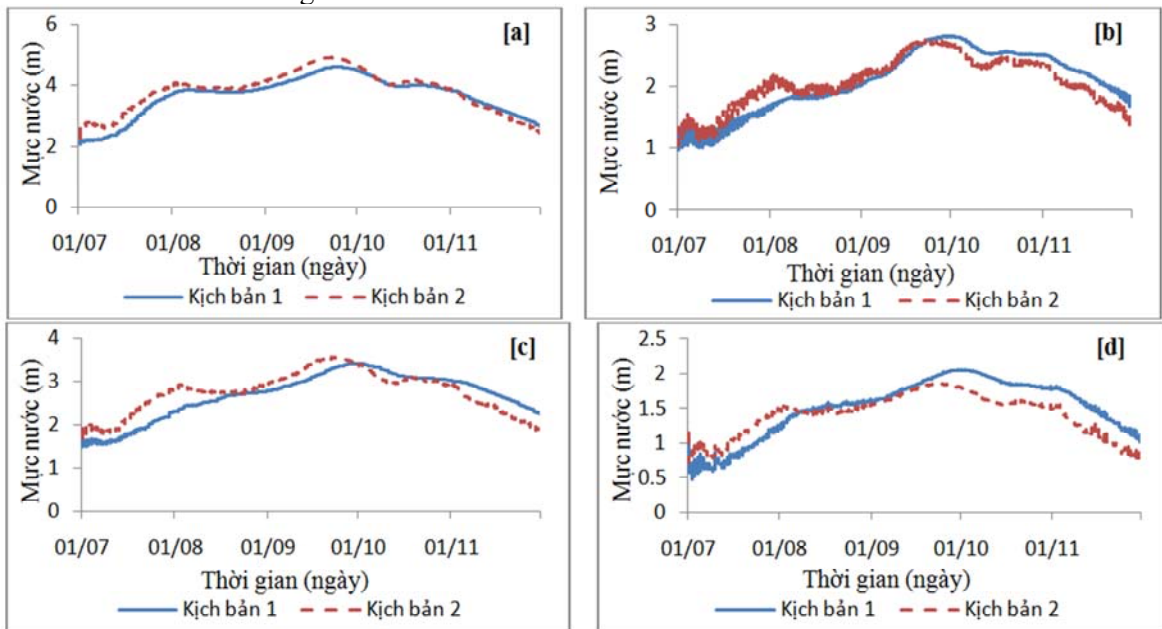 6
[a]
Mực nước (m)
4
2
0
01/07 01/08 01/09 01/10 01/11
Thời gian (ngày)
Kịch bản 1 Kịch bản 2
3
[b]
Mực nước (m)
2
1
0
01/07 01/08 01/09 01/10 01/11
Thời gian (ngày)
Kịch bản 1 Kịch bản 2
4
[c]
Mực nước (m)
3
2
1
0
01/07 01/08 01/09 01/10 01/11
Thời gian (ngày)
Kịch bản 1 Kịch bản 2
2.5
[d]
Mực nước (m)
2
1.5
1
0.5
0
01/07 01/08 01/09 01/10 01/11
Thời gian (ngày)
Kịch bản 1 Kịch bản 2